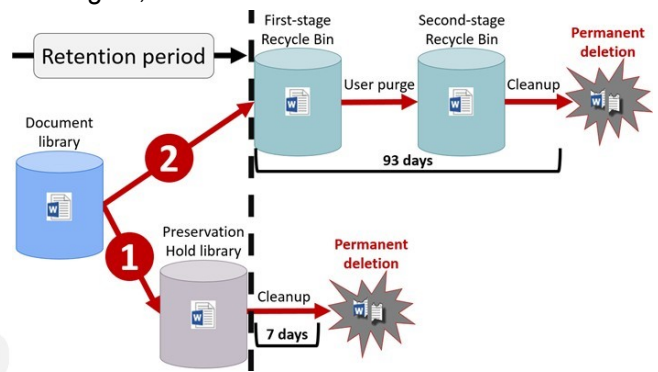 First-stage
Recycle Bin
Second-stage
Recycle Bin
Permanent
deletion
Retention period
User purge
Cleanup
W
W
W
93 days
Document
library
W
2
1
Preservation
Hold library
Permanent
deletion
Cleanup
W
W
7 days